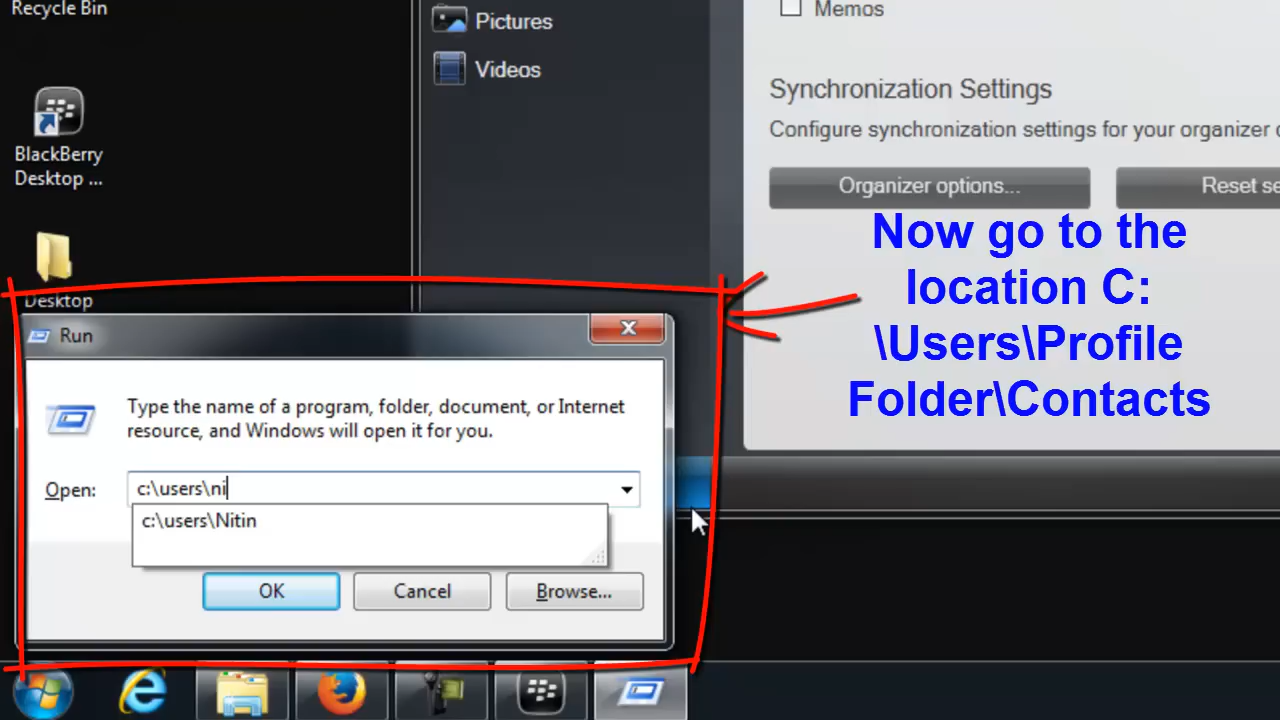 Recycle Bin
Pictures
Videos
BlackBerry
Desktop ...
Desktop
Memos
Synchronization Settings
Configure synchronization settings for your organizer
Organizer options...
Reset se
Now go to the
location C:
\Users\Profile
Folder\Contacts
Run
Type the name of a program, folder, document, or Internet
resource, and Windows will open it for you.
Open: c:\users\ni
c:\users\Nitin
OK
Cancel
Browse...